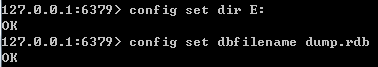 127.0.0.1:6379> config set dir E:
OK
127.0.0.1:6379> config set dbfilename dump.rdb
OK